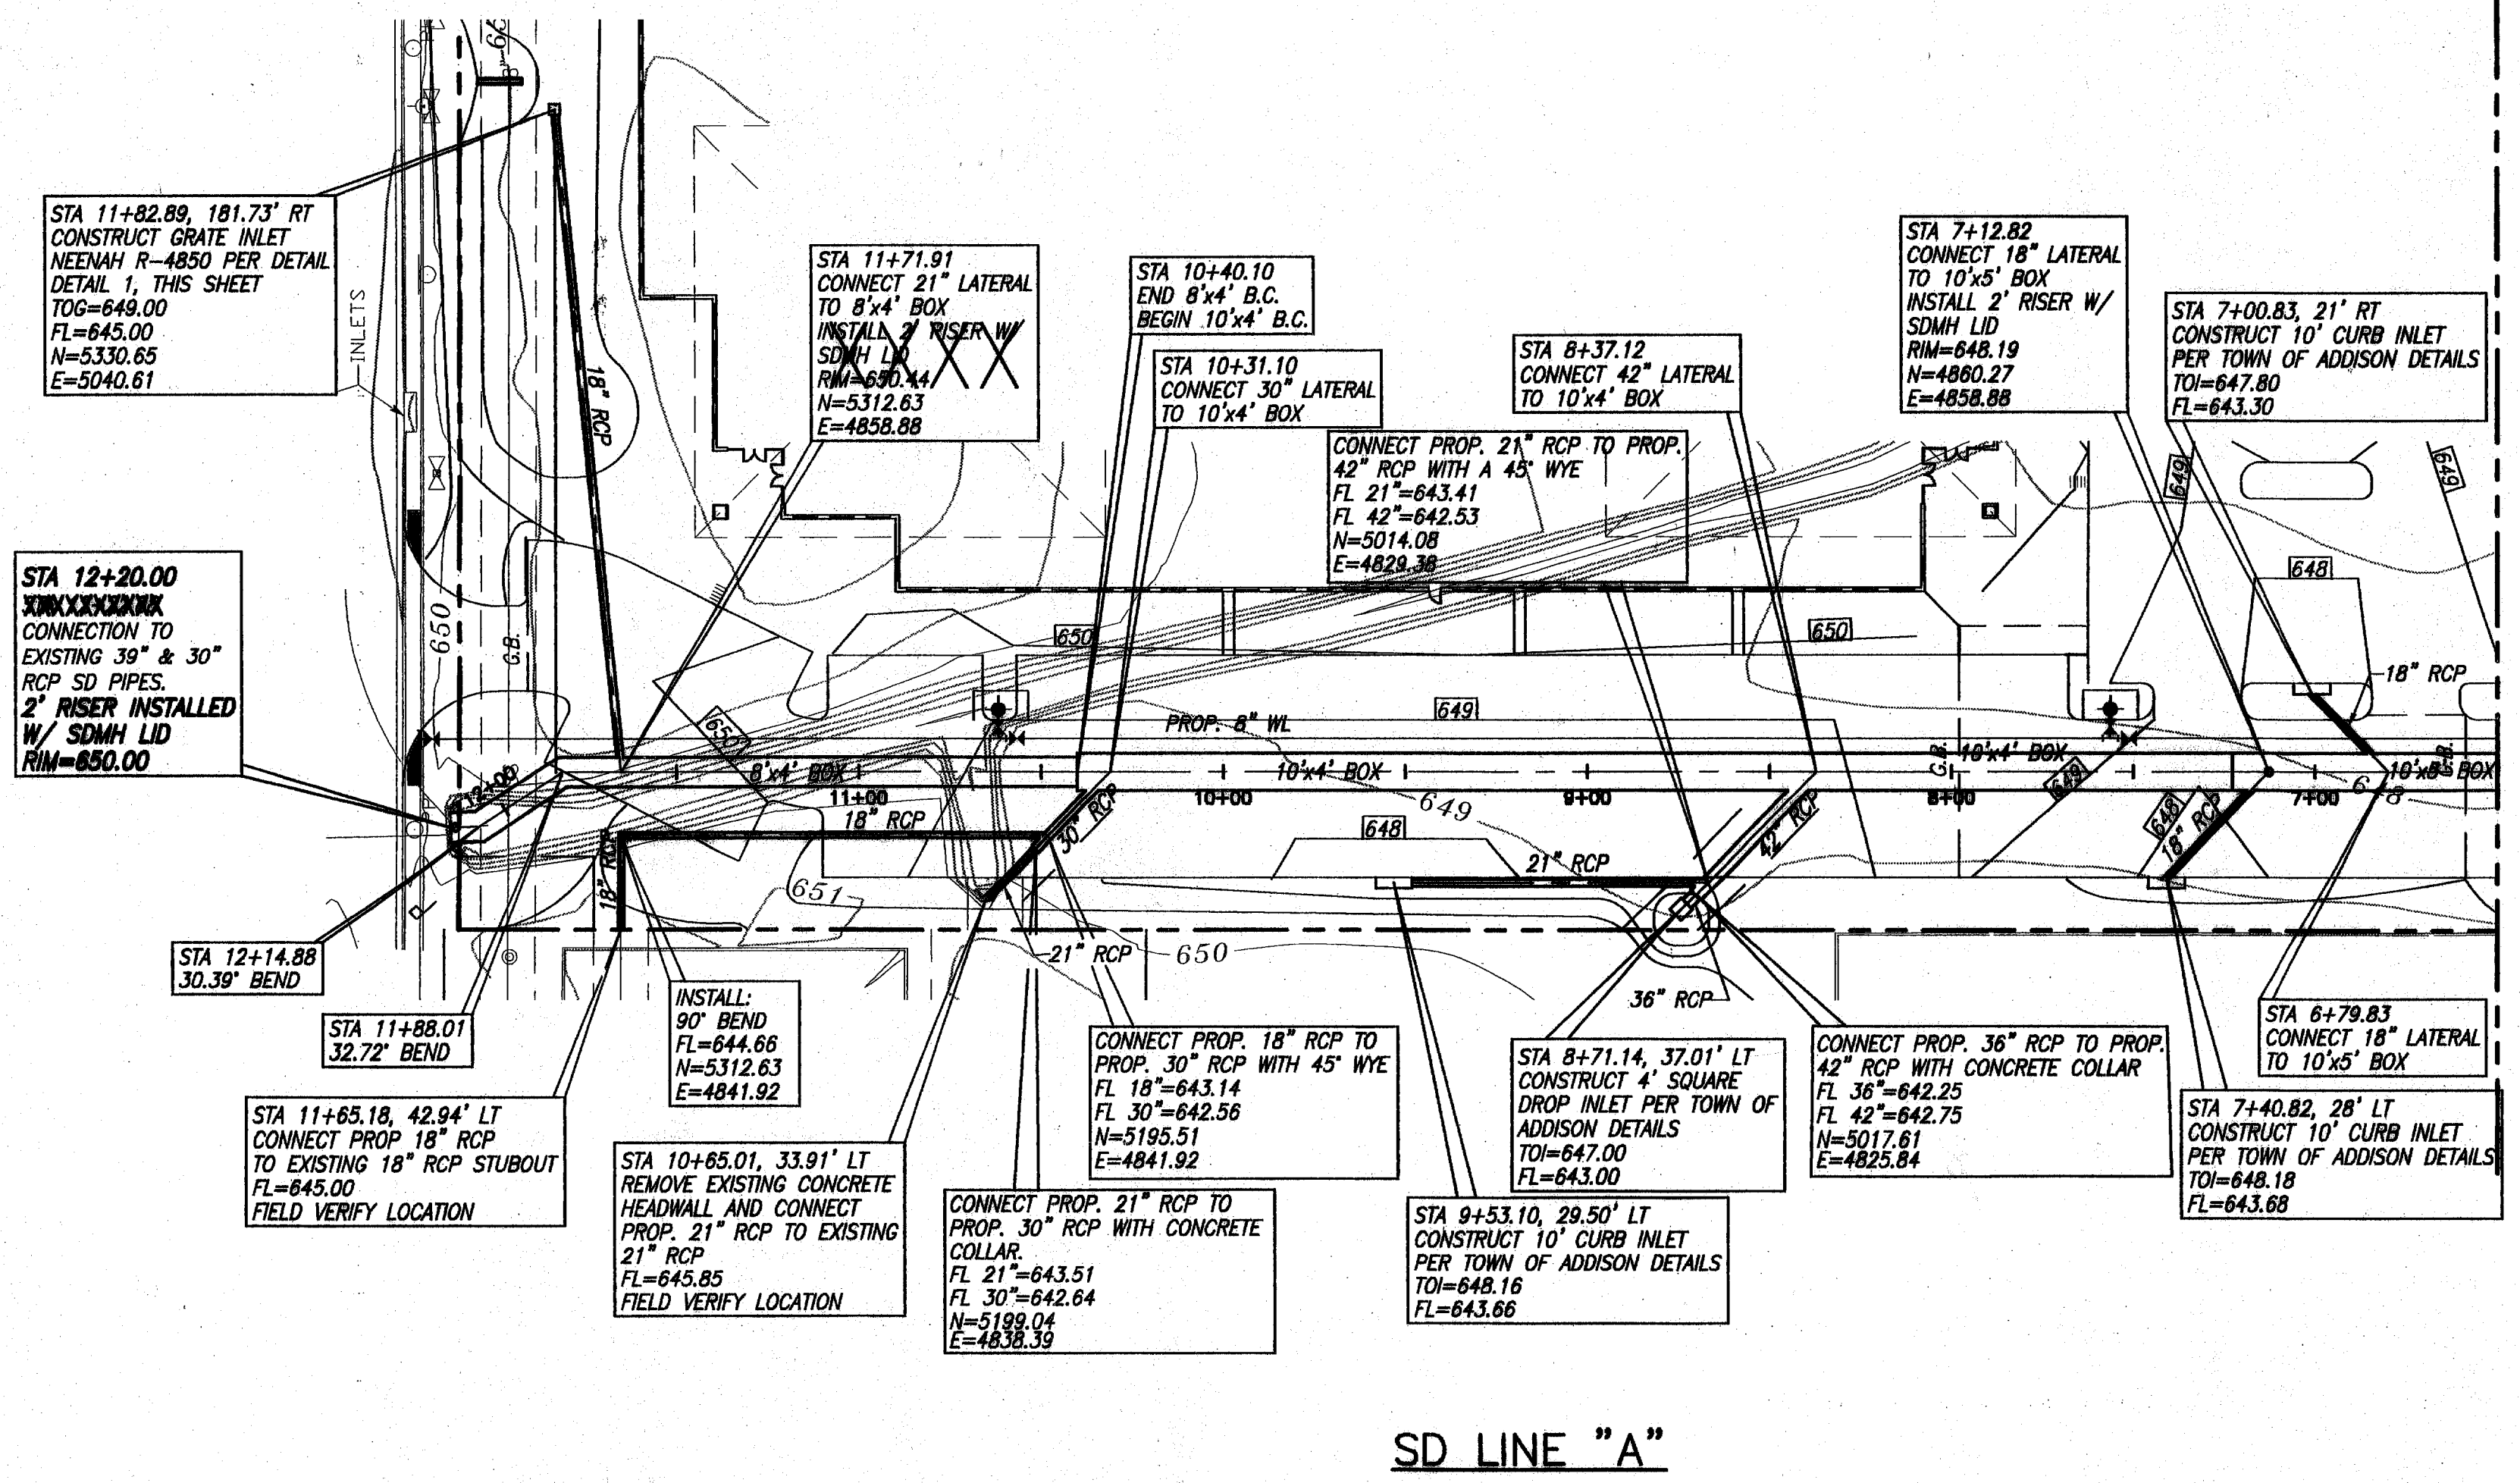 STA 11+82.89, 181.73' RT
CONSTRUCT GRATE INLET
NEENAH R-4850 PER DETAIL
DETAIL 1, THIS SHEET
TOG=649.00
FL=645.00
N=5330.65
E=5040.61
INLETS
18" RCP
STA 11+71.91
CONNECT 21" LATERAL
TO 8'x4' BOX
INSTALL 2' RISER W/
SDMH LID
RIM=650.44
N=5312.63
E=4858.88
STA 10+40.10
END 8'x4' B.C.
BEGIN 10'x4' B.C.
STA 10+31.10
CONNECT 30" LATERAL
TO 10'x4' BOX
STA 8+37.12
CONNECT 42" LATERAL
TO 10'x4' BOX
CONNECT PROP. 21" RCP TO PROP.
42" RCP WITH A 45° WYE
FL 21"=643.41
FL 42"=642.53
N=5014.08
E=4829.38
STA 7+12.82
CONNECT 18" LATERAL
TO 10'x5' BOX
INSTALL 2' RISER W/
SDMH LID
RIM=648.19
N=4860.27
E=4858.88
STA 7+00.83, 21' RT
CONSTRUCT 10' CURB INLET
PER TOWN OF ADDISON DETAILS
TOI=647.80
FL=643.30
649
649
648
STA 12+20.00
CONNECTION TO
EXISTING 39" & 30"
RCP SD PIPES.
2' RISER INSTALLED
W/ SDMH LID
RIM=650.00
650
G.B.
650
650
650
649
PROP. 8" WL
18" RCP
12+00
8'x4' BOX
11+00
10'x4' BOX
10+00
9+00
G.B.
10'x4' BOX
8+00
649
7+00
10'x5' BOX
G.B.
648
18" RCP
18" RCP
30" RCP
648
649
42" RCP
648
18" RCP
21" RCP
651
21" RCP
650
36" RCP
STA 12+14.88
30.39° BEND
STA 11+88.01
32.72° BEND
INSTALL:
90° BEND
FL=644.66
N=5312.63
E=4841.92
STA 11+65.18, 42.94' LT
CONNECT PROP 18" RCP
TO EXISTING 18" RCP STUBOUT
FL=645.00
FIELD VERIFY LOCATION
STA 10+65.01, 33.91' LT
REMOVE EXISTING CONCRETE
HEADWALL AND CONNECT
PROP. 21" RCP TO EXISTING
21" RCP
FL=645.85
FIELD VERIFY LOCATION
CONNECT PROP. 18" RCP TO
PROP. 30" RCP WITH 45° WYE
FL 18"=643.14
FL 30"=642.56
N=5195.51
E=4841.92
CONNECT PROP. 21" RCP TO
PROP. 30" RCP WITH CONCRETE
COLLAR.
FL 21"=643.51
FL 30"=642.64
N=5199.04
E=4838.39
STA 8+71.14, 37.01' LT
CONSTRUCT 4' SQUARE
DROP INLET PER TOWN OF
ADDISON DETAILS
TOI=647.00
FL=643.00
STA 9+53.10, 29.50' LT
CONSTRUCT 10' CURB INLET
PER TOWN OF ADDISON DETAILS
TOI=648.16
FL=643.66
CONNECT PROP. 36" RCP TO PROP.
42" RCP WITH CONCRETE COLLAR
FL 36"=642.25
FL 42"=642.75
N=5017.61
E=4825.84
STA 6+79.83
CONNECT 18" LATERAL
TO 10'x5' BOX
STA 7+40.82, 28' LT
CONSTRUCT 10' CURB INLET
PER TOWN OF ADDISON DETAILS
TOI=648.18
FL=643.68
SD LINE "A"